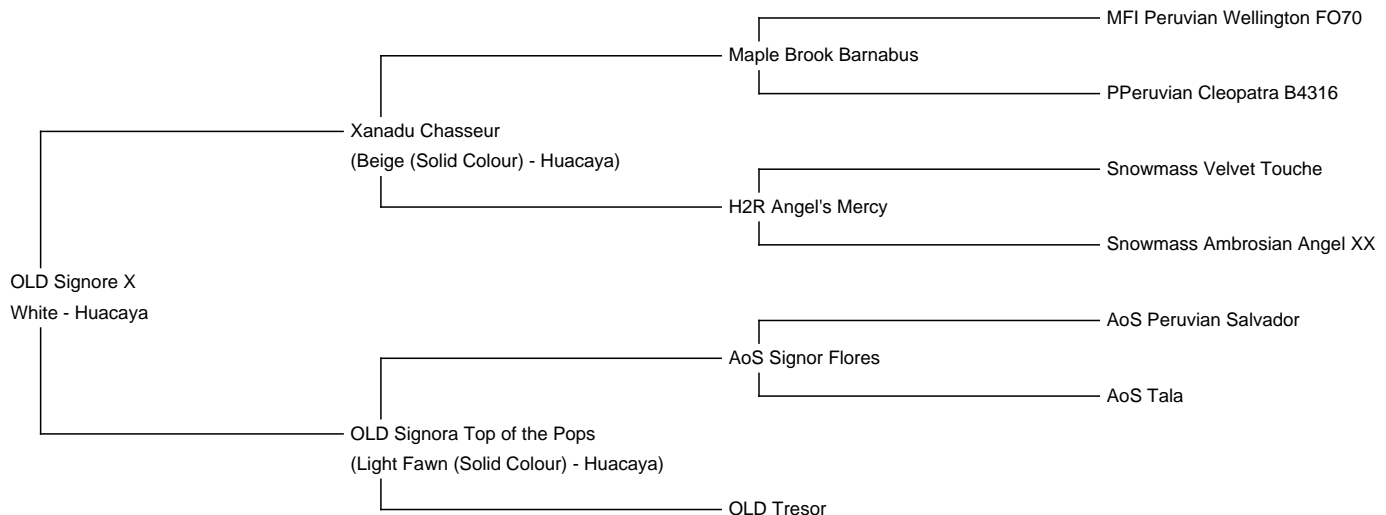 MFI Peruvian Wellington FO70
Maple Brook Barnabus
PPeruvian Cleopatra B4316
Xanadu Chasseur
(Beige (Solid Colour) - Huacaya)
Snowmass Velvet Touche
H2R Angel's Mercy
Snowmass Ambrosian Angel XX
OLD Signore X
White - Huacaya
AoS Peruvian Salvador
AoS Signor Flores
AoS Tala
OLD Signora Top of the Pops
(Light Fawn (Solid Colour) - Huacaya)
OLD Tresor